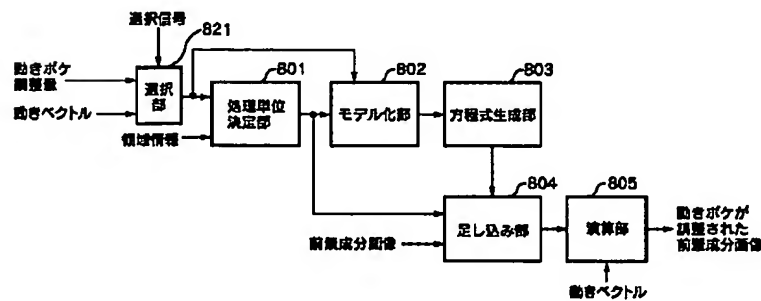 選択信号
821
動きボケ
調整量
選択
部
動きベクトル
801
処理単位
決定部
領域情報
802
モデル化部
803
方程式生成部
804
足し込み部
前景成分画像
805
演算部
動きベクトル
動きボケが
調整された
前景成分画像